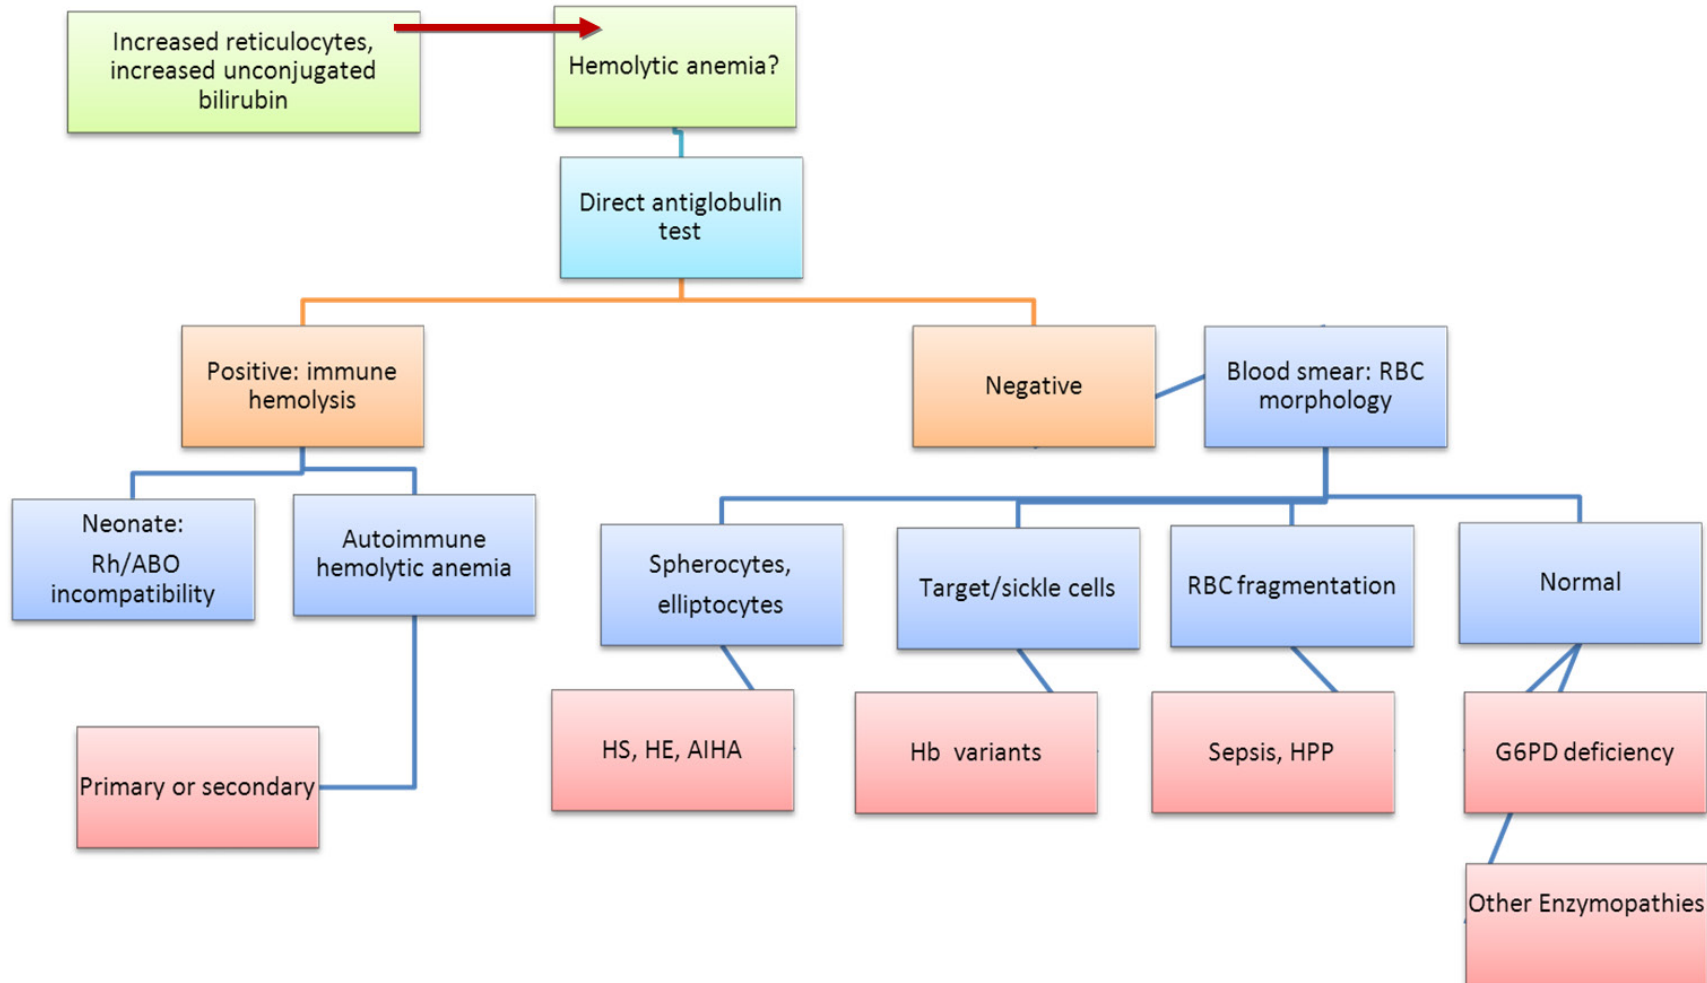 Increased reticulocytes,
increased unconjugated
bilirubin
Hemolytic anemia?
Direct antiglobulin
test
Positive: immune
hemolysis
Negative
Blood smear: RBC
morphology
Neonate:
Rh/ABO
incompatibility
Autoimmune
hemolytic anemia
Spherocytes,
elliptocytes
Target/sickle cells
RBC fragmentation
Normal
Primary or secondary
HS, HE, AIHA
Hb variants
Sepsis, HPP
G6PD deficiency
Other Enzymopathies